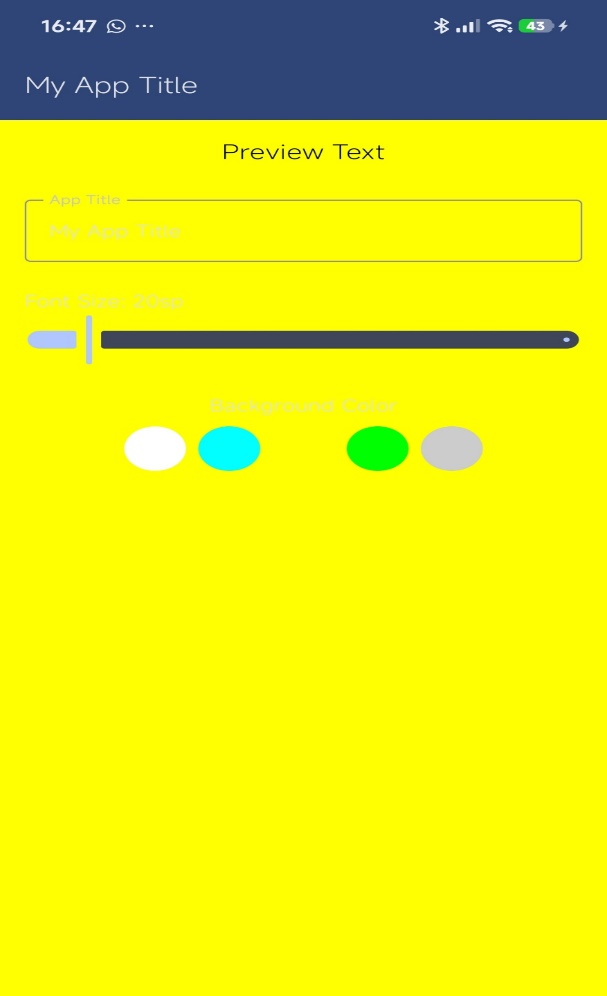 16:47 ...
43
My App Title
Preview Text
App Title
My App Title
Font Size: 20sp
Background Color